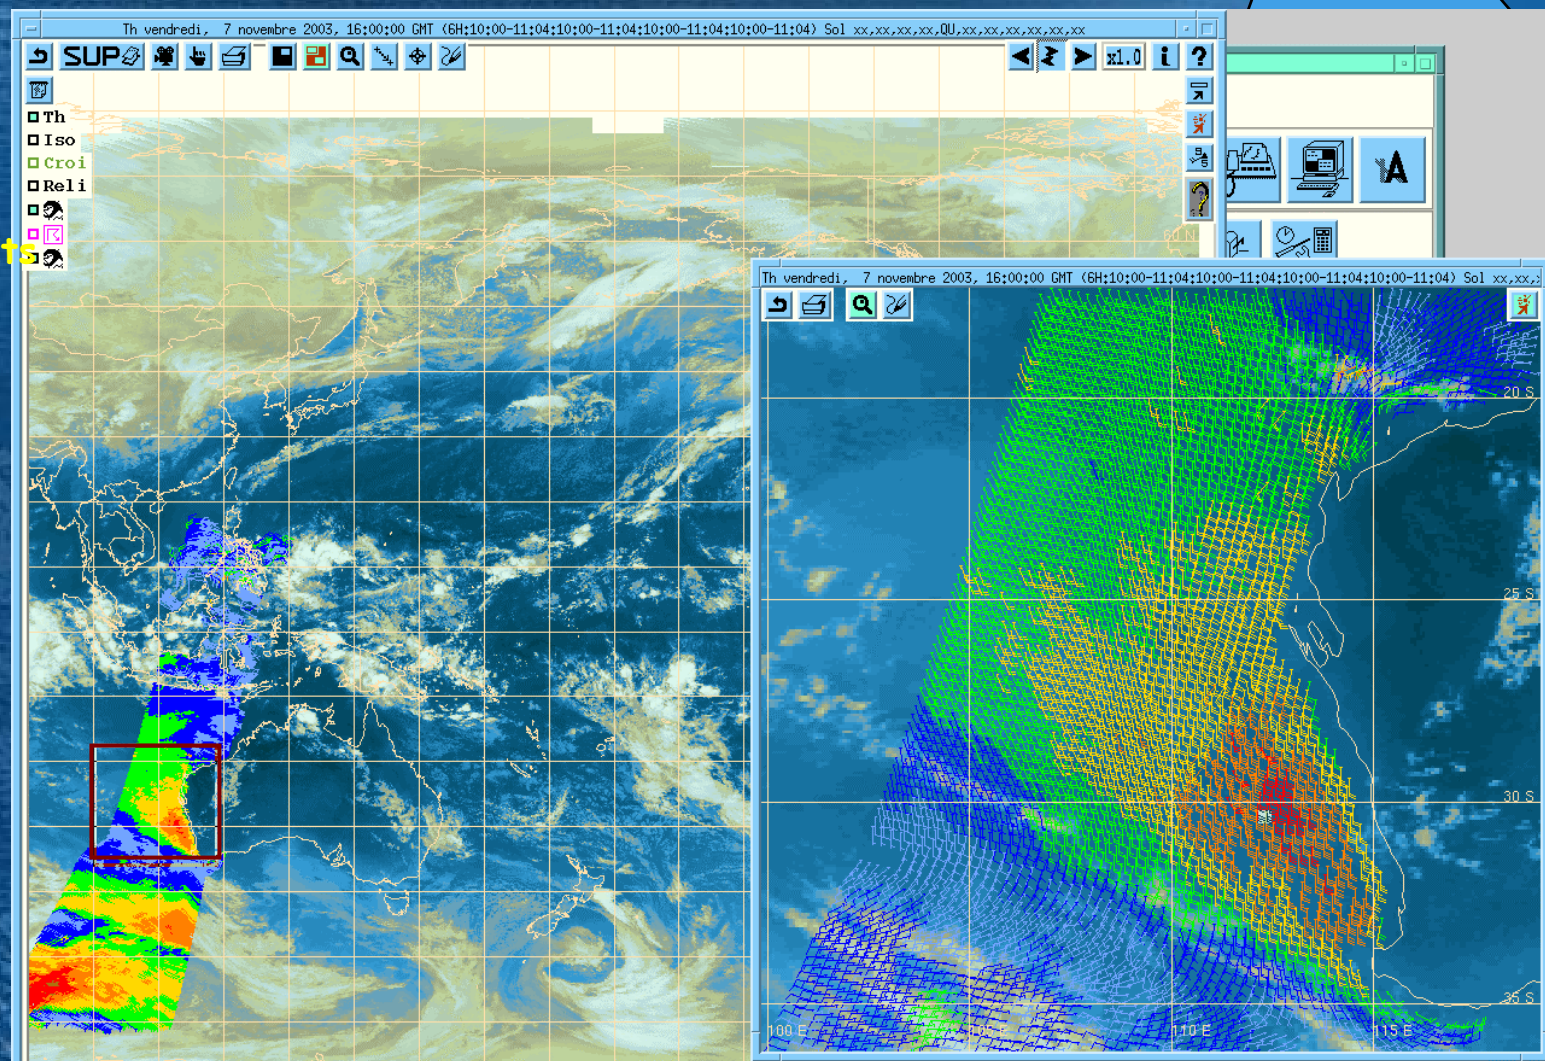 Th vendredi, 7 novembre 2003, 16:00:00 GMT (6H:10:00-11:04:10:00-11:04:10:00-11:04:10:00-11:04) Sol xx,xx,xx,xx,QU,xx,xx,xx,xx,xx,xx
SUP
x1.0 i ?
Th
Iso
Croi
Reli
ts
A
Th vendredi, 7 novembre 2003, 16:00:00 GMT (6H:10:00-11:04:10:00-11:04:10:00-11:04:10:00-11:04) Sol xx,xx,
20 S
25 S
30 S
35 S
100 E
110 E
115 E